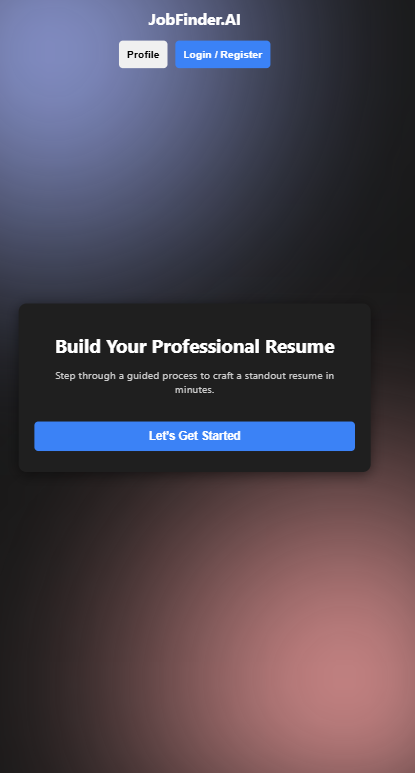 JobFinder.AI
Profile
Login / Register
Build Your Professional Resume
Step through a guided process to craft a standout resume in
minutes.
Let's Get Started